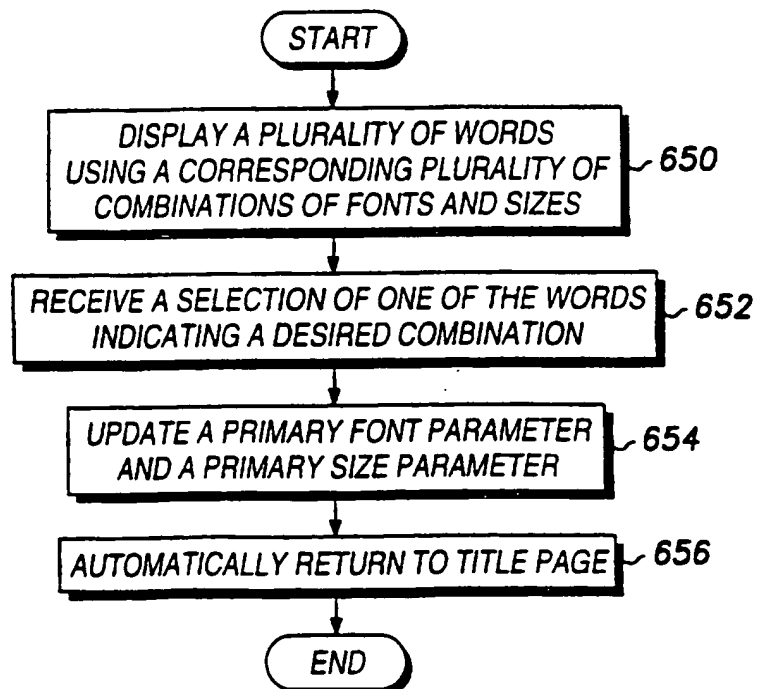 START
DISPLAY A PLURALITY OF WORDS
USING A CORRESPONDING PLURALITY OF
COMBINATIONS OF FONTS AND SIZES
650
RECEIVE A SELECTION OF ONE OF THE WORDS
INDICATING A DESIRED COMBINATION
652
UPDATE A PRIMARY FONT PARAMETER
AND A PRIMARY SIZE PARAMETER
654
AUTOMATICALLY RETURN TO TITLE PAGE
656
END